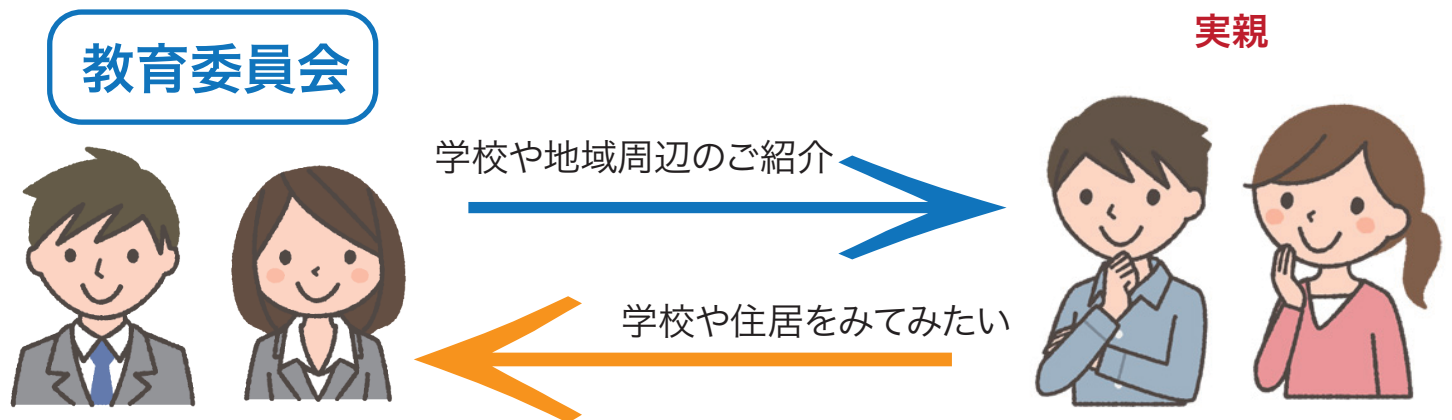 教育委員会
実親
学校や地域周辺のご紹介
学校や住居をみてみたい